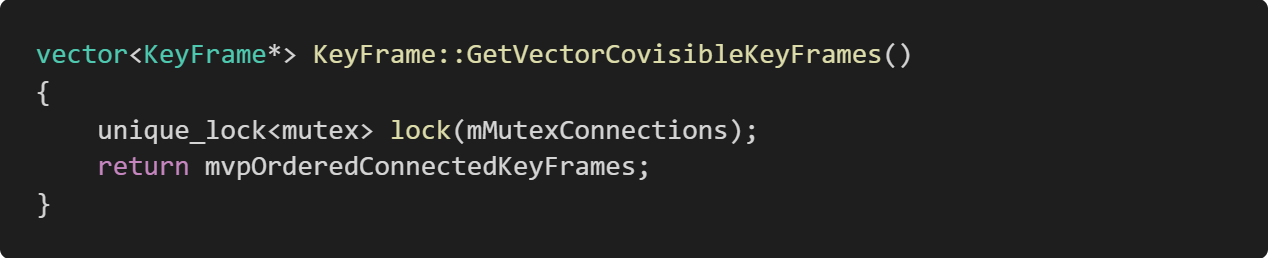 vector<KeyFrame*> KeyFrame::GetVectorCovisibleKeyFrames()
{
    unique_lock<mutex> lock(mMutexConnections);
    return mvpOrderedConnectedKeyFrames;
}